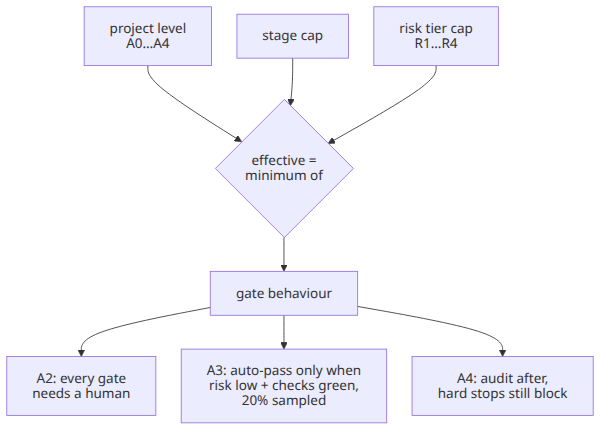 project level
A0...A4
stage cap
risk tier cap
R1...R4
effective =
minimum of
gate behaviour
A2: every gate
needs a human
A3: auto-pass only when
risk low + checks green,
20% sampled
A4: audit after,
hard stops still block